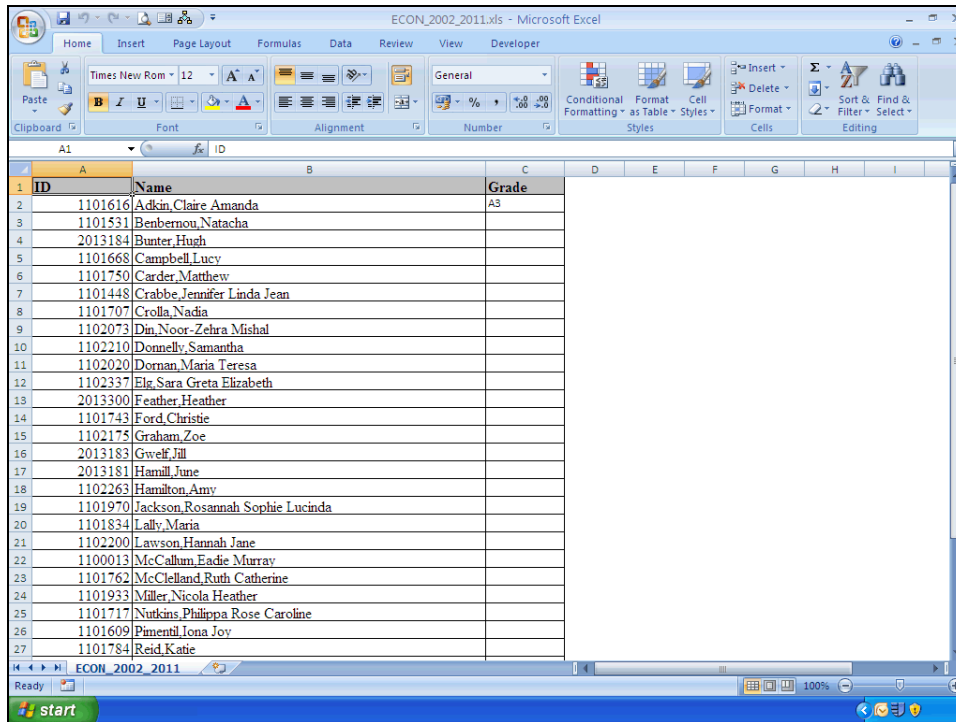 ECON_2002_2011.xls - Microsoft Excel
Home Insert Page Layout Formulas Data Review View Developer
Paste
Times New Rom 12 A A
B I U A
General
% , .0 .00 .00 .0
Conditional Formatting
Format as Table
Cell Styles
Insert
Delete
Format
Σ
Sort & Filter
Find & Select
Clipboard Font Alignment Number Styles Cells Editing
A1 fx ID
A B C D E F G H I
1 ID Name Grade
2 1101616 Adkin,Claire Amanda A3
3 1101531 Benbernou,Natacha
4 2013184 Bunter,Hugh
5 1101668 Campbell,Lucy
6 1101750 Carder,Matthew
7 1101448 Crabbe,Jennifer Linda Jean
8 1101707 Crolla,Nadia
9 1102073 Din,Noor-Zehra Mishal
10 1102210 Donnelly,Samantha
11 1102020 Dornan,Maria Teresa
12 1102337 Elg,Sara Greta Elizabeth
13 2013300 Feather,Heather
14 1101743 Ford,Christie
15 1102175 Graham,Zoe
16 2013183 Gwelf,Jill
17 2013181 Hamill,June
18 1102263 Hamilton,Amy
19 1101970 Jackson,Rosannah Sophie Lucinda
20 1101834 Lally,Maria
21 1102200 Lawson,Hannah Jane
22 1100013 McCallum,Eadie Murray
23 1101762 McClelland,Ruth Catherine
24 1101933 Miller,Nicola Heather
25 1101717 Nutkins,Philippa Rose Caroline
26 1101609 Pimentil,Iona Joy
27 1101784 Reid,Katie
ECON_2002_2011
Ready 100%
start